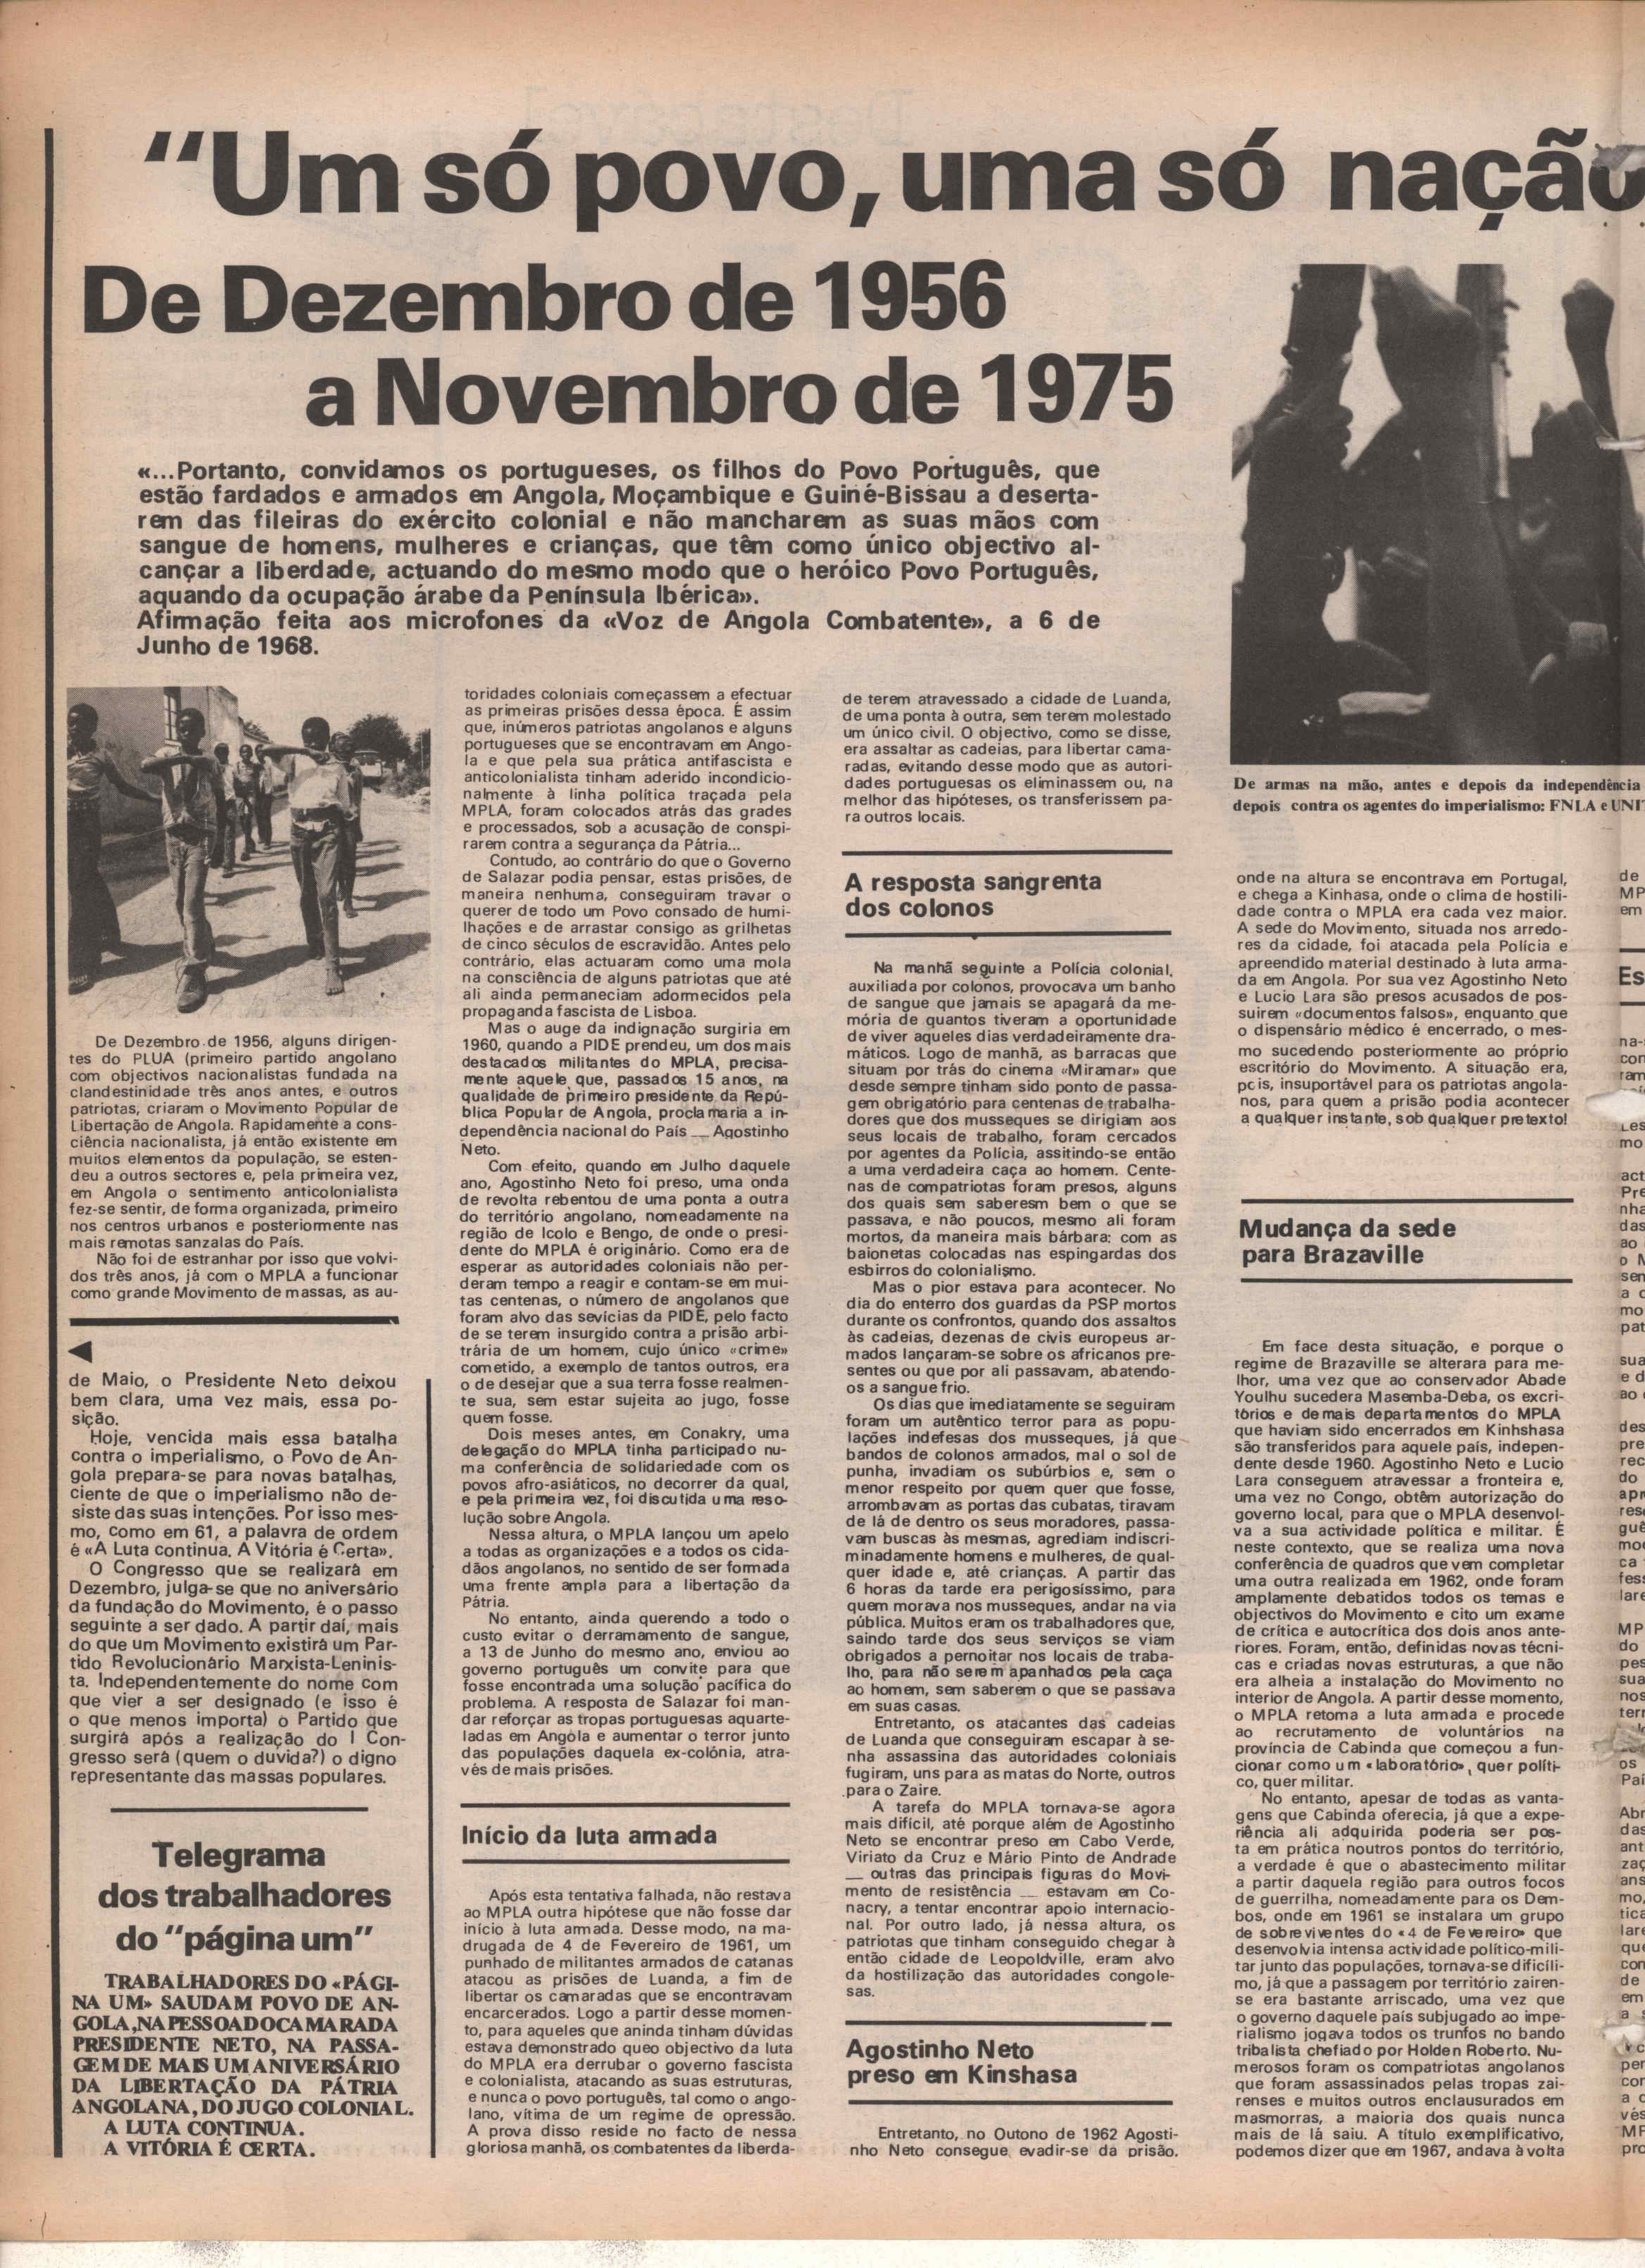 “Um só povo, uma só nação
De Dezembro de 1956
a Novembro de 1975
«...Portanto, convidamos os portugueses, os filhos do Povo Português, que
estão fardados e armados em Angola, Moçambique e Guiné-Bissau a deserta-
rem das fileiras do exército colonial e não mancharem as suas mãos com
sangue de homens, mulheres e crianças, que têm como único objectivo al-
cançar a liberdade, actuando do mesmo modo que o heróico Povo Português,
aquando da ocupação árabe da Península Ibérica».
Afirmação feita aos microfones da «Voz de Angola Combatente», a 6 de
Junho de 1968.
De Dezembro de 1956, alguns dirigen-
tes do PLUA (primeiro partido angolano
com objectivos nacionalistas fundada na
clandestinidade três anos antes, e outros
patriotas, criaram o Movimento Popular de
Libertação de Angola. Rapidamente a cons-
ciência nacionalista, já então existente em
muitos elementos da população, se esten-
deu a outros sectores e, pela primeira vez,
em Angola o sentimento anticolonialista
fez-se sentir, de forma organizada, primeiro
nos centros urbanos e posteriormente nas
mais remotas sanzalas do País.
Não foi de estranhar por isso que volvi-
dos três anos, já com o MPLA a funcionar
como grande Movimento de massas, as au-
de Maio, o Presidente Neto deixou
bem clara, uma vez mais, essa po-
sição.
Hoje, vencida mais essa batalha
contra o imperialismo, o Povo de An-
gola prepara-se para novas batalhas,
ciente de que o imperialismo não de-
siste das suas intenções. Por isso mes-
mo, como em 61, a palavra de ordem
é «A Luta continua. A Vitória é Certa».
O Congresso que se realizará em
Dezembro, julga-se que no aniversário
da fundação do Movimento, é o passo
seguinte a ser dado. A partir daí, mais
do que um Movimento existirá um Par-
tido Revolucionário Marxista-Leninis-
ta. Independentemente do nome com
que vier a ser designado (e isso é
o que menos importa) o Partido que
surgirá após a realização do I Con-
gresso será (quem o duvida?) o digno
representante das massas populares.
Telegrama
dos trabalhadores
do “página um”
TRABALHADORES DO «PÁGI-
NA UM» SAUDAM POVO DE AN-
GOLA, NA PESSOA DO CAMARADA
PRESIDENTE NETO, NA PASSA-
GEM DE MAIS UM ANIVERSÁRIO
DA LIBERTAÇÃO DA PÁTRIA
ANGOLANA, DO JUGO COLONIAL.
A LUTA CONTINUA.
A VITÓRIA É CERTA.
toridades coloniais começassem a efectuar
as primeiras prisões dessa época. É assim
que, inúmeros patriotas angolanos e alguns
portugueses que se encontravam em Ango-
la e que pela sua prática antifascista e
anticolonialista tinham aderido incondicio-
nalmente à linha política traçada pela
MPLA, foram colocados atrás das grades
e processados, sob a acusação de conspi-
rarem contra a segurança da Pátria...
Contudo, ao contrário do que o Governo
de Salazar podia pensar, estas prisões, de
maneira nenhuma, conseguiram travar o
querer de todo um Povo consado de humi-
lhações e de arrastar consigo as grilhetas
de cinco séculos de escravidão. Antes pelo
contrário, elas actuaram como uma mola
na consciência de alguns patriotas que até
ali ainda permaneciam adormecidos pela
propaganda fascista de Lisboa.
Mas o auge da indignação surgiria em
1960, quando a PIDE prendeu, um dos mais
destacados militantes do MPLA, precisa-
mente aquele que, passados 15 anos, na
qualidade de primeiro presidente da Repú-
blica Popular de Angola, proclamaria a in-
dependência nacional do País — Agostinho
Neto.
Com efeito, quando em Julho daquele
ano, Agostinho Neto foi preso, uma onda
de revolta rebentou de uma ponta a outra
do território angolano, nomeadamente na
região de Icolo e Bengo, de onde o presi-
dente do MPLA é originário. Como era de
esperar as autoridades coloniais não per-
deram tempo a reagir e contam-se em mui-
tas centenas, o número de angolanos que
foram alvo das sevícias da PIDE, pelo facto
de se terem insurgido contra a prisão arbi-
trária de um homem, cujo único «crime»
cometido, a exemplo de tantos outros, era
o de desejar que a sua terra fosse realmen-
te sua, sem estar sujeita ao jugo, fosse
quem fosse.
Dois meses antes, em Conakry, uma
delegação do MPLA tinha participado nu-
ma conferência de solidariedade com os
povos afro-asiáticos, no decorrer da qual,
e pela primeira vez, foi discutida uma reso-
lução sobre Angola.
Nessa altura, o MPLA lançou um apelo
a todas as organizações e a todos os cida-
dãos angolanos, no sentido de ser formada
uma frente ampla para a libertação da
Pátria.
No entanto, ainda querendo a todo o
custo evitar o derramamento de sangue,
a 13 de Junho do mesmo ano, enviou ao
governo português um convite para que
fosse encontrada uma solução pacífica do
problema. A resposta de Salazar foi man-
dar reforçar as tropas portuguesas aquarte-
ladas em Angola e aumentar o terror junto
das populações daquela ex-colónia, atra-
vés de mais prisões.
Início da luta armada
Após esta tentativa falhada, não restava
ao MPLA outra hipótese que não fosse dar
início à luta armada. Desse modo, na ma-
drugada de 4 de Fevereiro de 1961, um
punhado de militantes armados de catanas
atacou as prisões de Luanda, a fim de
libertar os camaradas que se encontravam
encarcerados. Logo a partir desse momen-
to, para aqueles que aninda tinham dúvidas
estava demonstrado queo objectivo da luta
do MPLA era derrubar o governo fascista
e colonialista, atacando as suas estruturas,
e nunca o povo português, tal como o ango-
lano, vítima de um regime de opressão.
A prova disso reside no facto de nessa
gloriosa manhã, os combatentes da liberda-
de terem atravessado a cidade de Luanda,
de uma ponta à outra, sem terem molestado
um único civil. O objectivo, como se disse,
era assaltar as cadeias, para libertar cama-
radas, evitando desse modo que as autori-
dades portuguesas os eliminassem ou, na
melhor das hipóteses, os transferissem pa-
ra outros locais.
A resposta sangrenta
dos colonos
Na manhã seguinte a Polícia colonial,
auxiliada por colonos, provocava um banho
de sangue que jamais se apagará da me-
mória de quantos tiveram a oportunidade
de viver aqueles dias verdadeiramente dra-
máticos. Logo de manhã, as barracas que
situam por trás do cinema «Miramar» que
desde sempre tinham sido ponto de passa-
gem obrigatório para centenas de trabalha-
dores que dos musseques se dirigiam aos
seus locais de trabalho, foram cercados
por agentes da Polícia, assitindo-se então
a uma verdadeira caça ao homem. Cente-
nas de compatriotas foram presos, alguns
dos quais sem saberesm bem o que se
passava, e não poucos, mesmo ali foram
mortos, da maneira mais bárbara: com as
baionetas colocadas nas espingardas dos
esbirros do colonialismo.
Mas o pior estava para acontecer. No
dia do enterro dos guardas da PSP mortos
durante os confrontos, quando dos assaltos
às cadeias, dezenas de civis europeus ar-
mados lançaram-se sobre os africanos pre-
sentes ou que por ali passavam, abatendo-
os a sangue frio.
Os dias que imediatamente se seguiram
foram um autêntico terror para as popu-
lações indefesas dos musseques, já que
bandos de colonos armados, mal o sol de
punha, invadiam os subúrbios e, sem o
menor respeito por quem quer que fosse,
arrombavam as portas das cubatas, tiravam
de lá de dentro os seus moradores, passa-
vam buscas às mesmas, agrediam indiscri-
minadamente homens e mulheres, de qual-
quer idade e, até crianças. A partir das
6 horas da tarde era perigosíssimo, para
quem morava nos musseques, andar na via
pública. Muitos eram os trabalhadores que,
saindo tarde dos seus serviços se viam
obrigados a pernoitar nos locais de traba-
lho, para não serem apanhados pela caça
ao homem, sem saberem o que se passava
em suas casas.
Entretanto, os atacantes das cadeias
de Luanda que conseguiram escapar à se-
nha assassina das autoridades coloniais
fugiram, uns para as matas do Norte, outros
para o Zaire.
A tarefa do MPLA tornava-se agora
mais difícil, até porque além de Agostinho
Neto se encontrar preso em Cabo Verde,
Viriato da Cruz e Mário Pinto de Andrade
— outras das principais figuras do Movi-
mento de resistência — estavam em Co-
nacry, a tentar encontrar apoio internacio-
nal. Por outro lado, já nessa altura, os
patriotas que tinham conseguido chegar à
então cidade de Leopoldville, eram alvo
da hostilização das autoridades congole-
sas.
Agostinho Neto
preso em Kinshasa
Entretanto, no Outono de 1962 Agosti-
nho Neto consegue evadir-se da prisão.
De armas na mão, antes e depois da independência
depois contra os agentes do imperialismo: FNLA e UNIT
onde na altura se encontrava em Portugal,
e chega a Kinhasa, onde o clima de hostili-
dade contra o MPLA era cada vez maior.
A sede do Movimento, situada nos arredo-
res da cidade, foi atacada pela Polícia e
apreendido material destinado à luta arma-
da em Angola. Por sua vez Agostinho Neto
e Lucio Lara são presos acusados de pos-
suirem «documentos falsos», enquanto que
o dispensário médico é encerrado, o mes-
mo sucedendo posteriormente ao próprio
escritório do Movimento. A situação era,
pois, insuportável para os patriotas angola-
nos, para quem a prisão podia acontecer
a qualquer instante, sob qualquer pretexto!
Mudança da sede
para Brazaville
Em face desta situação, e porque o
regime de Brazaville se alterara para me-
lhor, uma vez que ao conservador Abade
Youlhu sucedera Masemba-Deba, os excri-
tórios e demais departamentos do MPLA
que haviam sido encerrados em Kinhshasa
são transferidos para aquele país, indepen-
dente desde 1960. Agostinho Neto e Lucio
Lara conseguem atravessar a fronteira e,
uma vez no Congo, obtêm autorização do
governo local, para que o MPLA desenvol-
va a sua actividade política e militar. É
neste contexto, que se realiza uma nova
conferência de quadros que vem completar
uma outra realizada em 1962, onde foram
amplamente debatidos todos os temas e
objectivos do Movimento e cito um exame
de crítica e autocrítica dos dois anos ante-
riores. Foram, então, definidas novas técni-
cas e criadas novas estruturas, a que não
era alheia a instalação do Movimento no
interior de Angola. A partir desse momento,
o MPLA retoma a luta armada e procede
ao recrutamento de voluntários na
província de Cabinda que começou a fun-
cionar como um «laboratório», quer políti-
co, quer militar.
No entanto, apesar de todas as vanta-
gens que Cabinda oferecia, já que a expe-
riência ali adquirida poderia ser pos-
ta em prática noutros pontos do território,
a verdade é que o abastecimento militar
a partir daquela região para outros focos
de guerrilha, nomeadamente para os Dem-
bos, onde em 1961 se instalara um grupo
de sobreviventes do «4 de Fevereiro» que
desenvolvia intensa actividade político-mili-
tar junto das populações, tornava-se dificíli-
mo, já que a passagem por território zairen-
se era bastante arriscado, uma vez que
o governo daquele país subjugado ao impe-
rialismo jogava todos os trunfos no bando
tribalista chefiado por Holden Roberto. Nu-
merosos foram os compatriotas angolanos
que foram assassinados pelas tropas zai-
renses e muitos outros enclausurados em
masmorras, a maioria dos quais nunca
mais de lá saiu. A título exemplificativo,
podemos dizer que em 1967, andava à volta